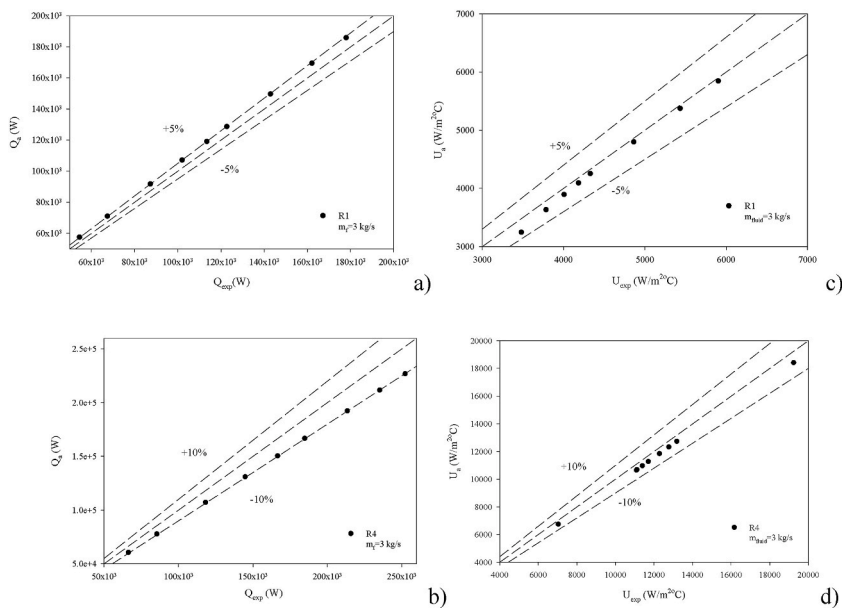 200x10³
180x10³
160x10³
140x10³
120x10³
100x10³
80x10³
60x10³
Qa (W)
+5%
-5%
R1
mf=3 kg/s
60x10³ 80x10³ 100x10³ 120x10³ 140x10³ 160x10³ 180x10³ 200x10³
Qexp(W)
a)
7000
6000
5000
4000
3000
Ua (W/m²⁰C)
+5%
-5%
R1
mfluid=3 kg/s
3000 4000 5000 6000 7000
Uexp (W/m²⁰C)
c)
2.5e+5
2.0e+5
1.5e+5
1.0e+5
5.0e+4
Qa (W)
+10%
-10%
R4
mf=3 kg/s
50x10³ 100x10³ 150x10³ 200x10³ 250x10³
Qexp (W)
b)
20000
18000
16000
14000
12000
10000
8000
6000
4000
Ua (W/m²⁰C)
+10%
-10%
R4
mfluid=3 kg/s
4000 6000 8000 10000 12000 14000 16000 18000 20000
Uexp (W/m²⁰C)
d)